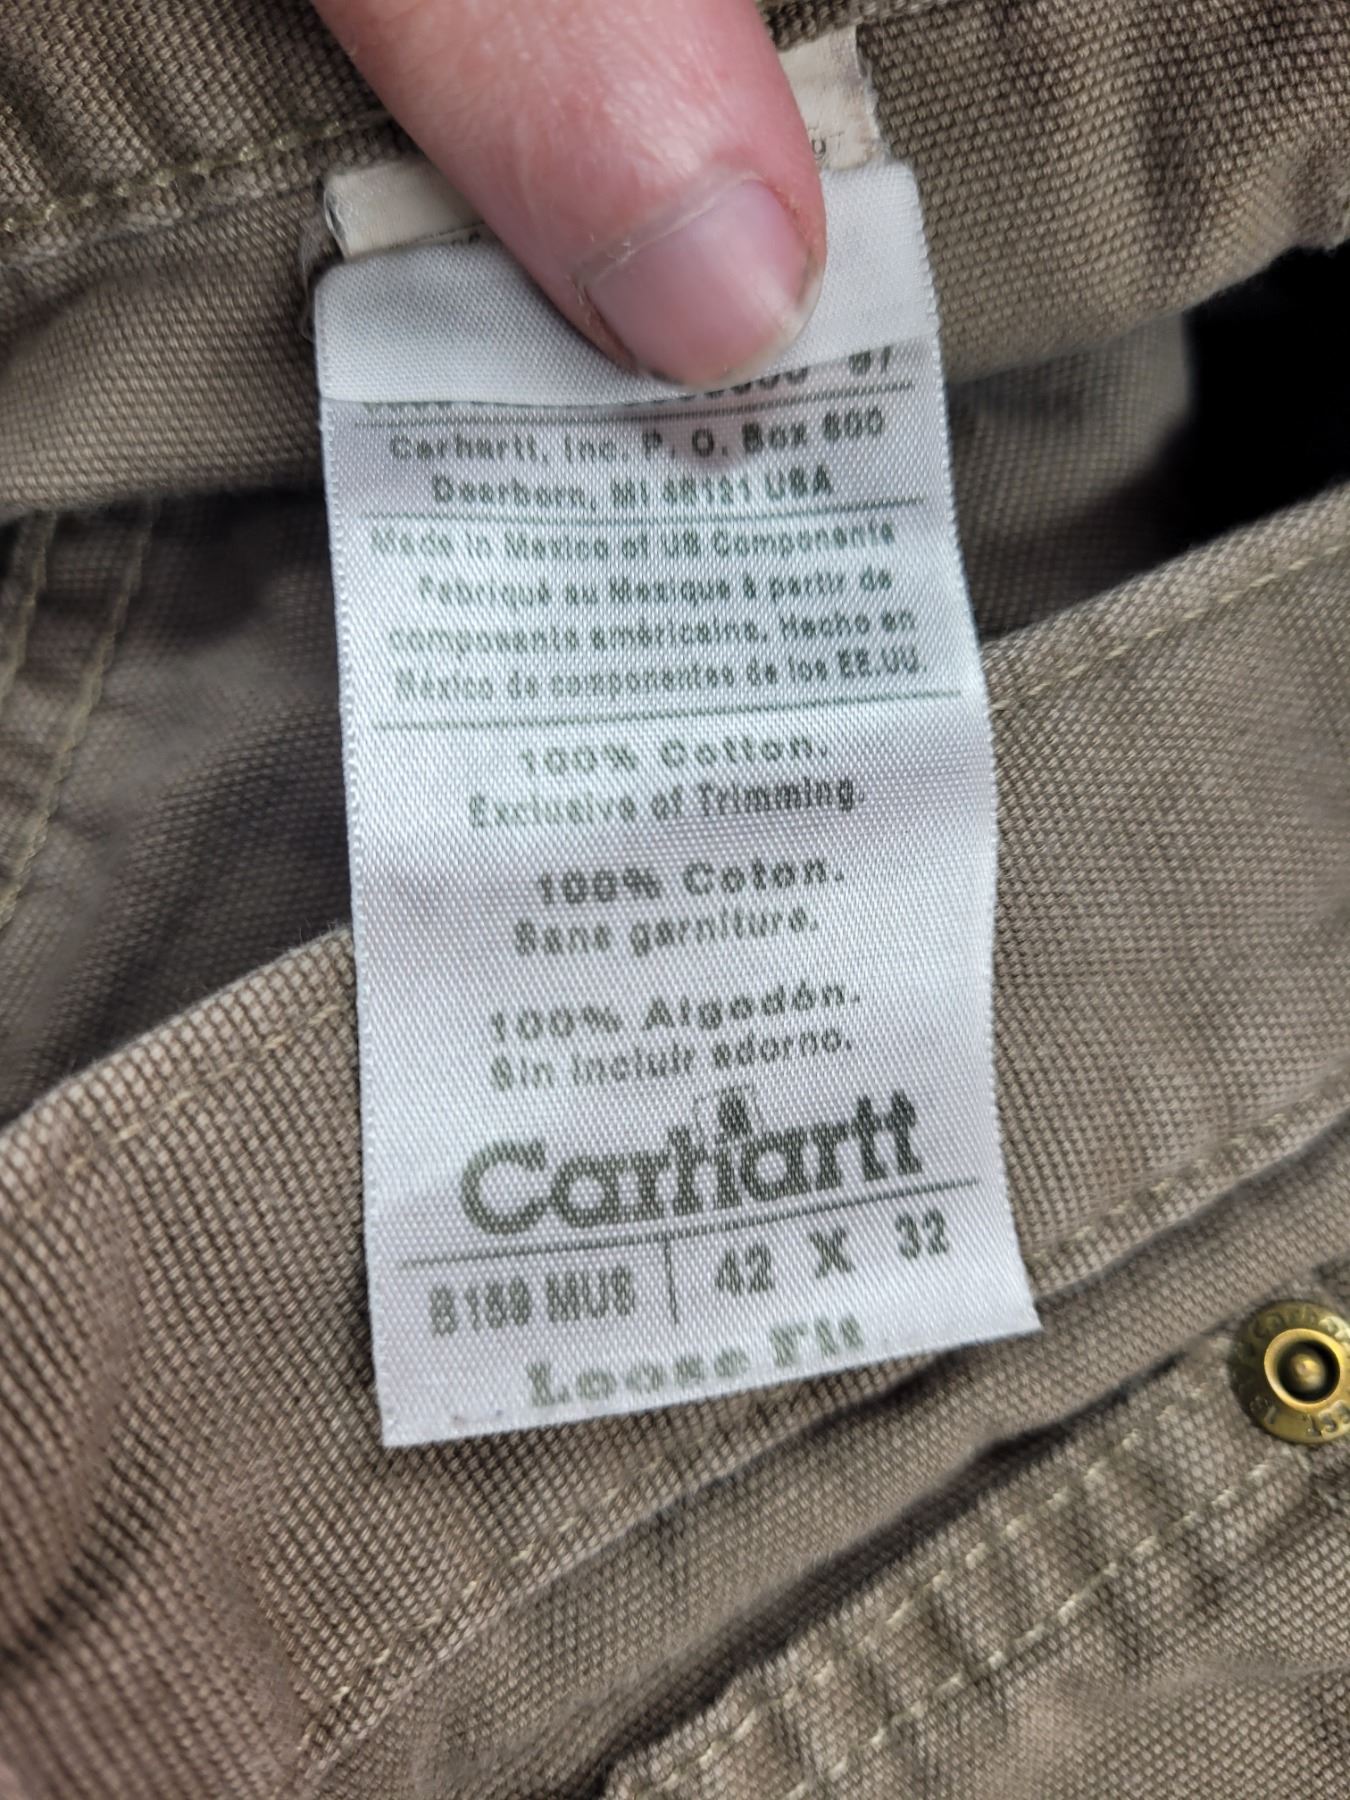 97
Carhartt, Inc. P. O. Box 600
Dearborn, MI 48121 USA
Made in Mexico of US Components
Fabriqué au Mexique à partir de
composants américains. Hecho en
México de componentes de los EE.UU.
100% Cotton.
Exclusive of Trimming.
100% Coton.
Sans garniture.
100% Algodón.
Sin incluir adorno.
Carhartt
B159 MUS 42 X 32
Loose Fit